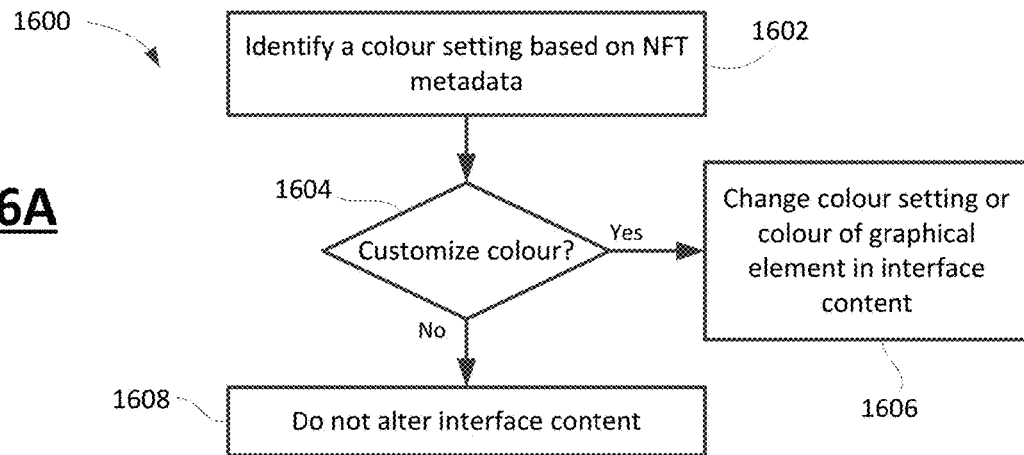 1600
Identify a colour setting based on NFT
metadata
1602
6A
1604
Customize colour?
Yes
Change colour setting or
colour of graphical
element in interface
content
No
1606
1608
Do not alter interface content